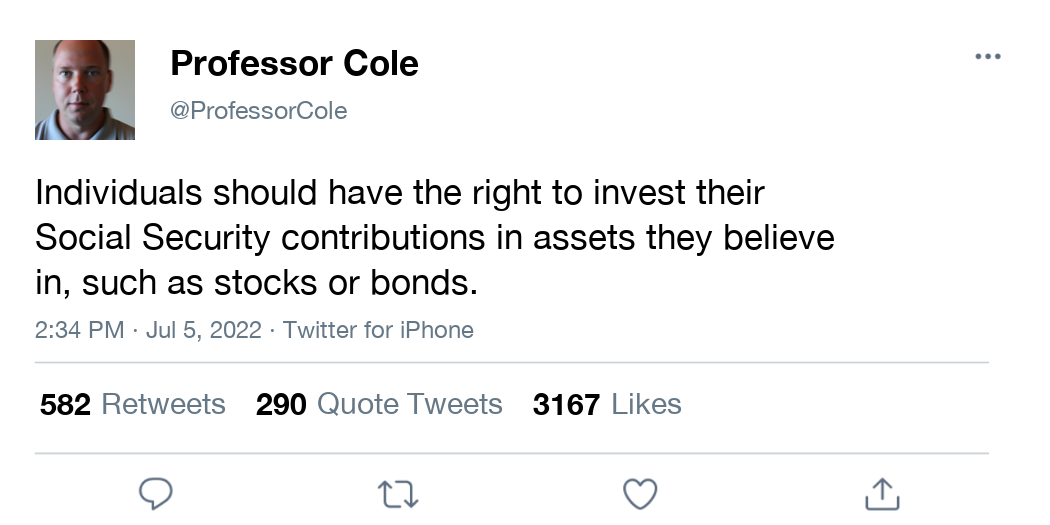 Professor Cole
@ProfessorCole
Individuals should have the right to invest their
Social Security contributions in assets they believe
in, such as stocks or bonds.
2:34 PM · Jul 5, 2022 · Twitter for iPhone
582 Retweets 290 Quote Tweets 3167 Likes